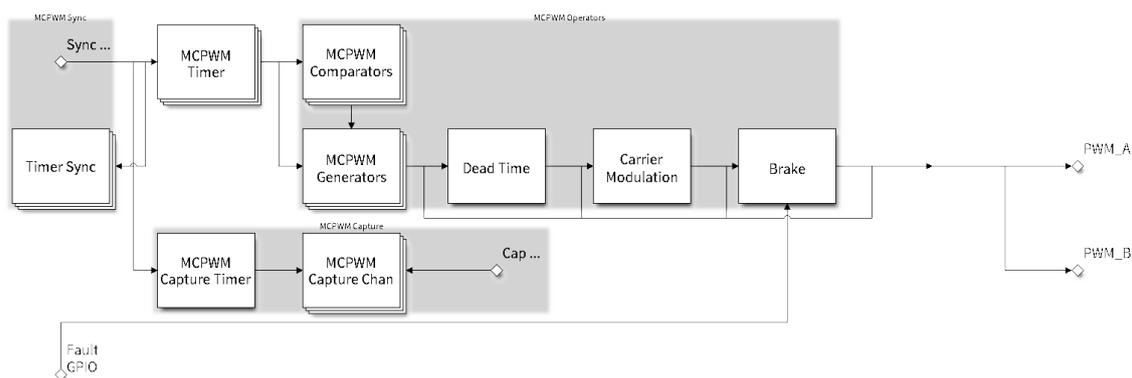 MCPWM Sync
MCPWM Operators
Sync ...
MCPWM
Timer
MCPWM
Comparators
Timer Sync
MCPWM
Generators
Dead Time
Carrier
Modulation
Brake
PWM_A
MCPWM Capture
MCPWM
Capture Timer
MCPWM
Capture Chan
Cap ...
PWM_B
Fault
GPIO